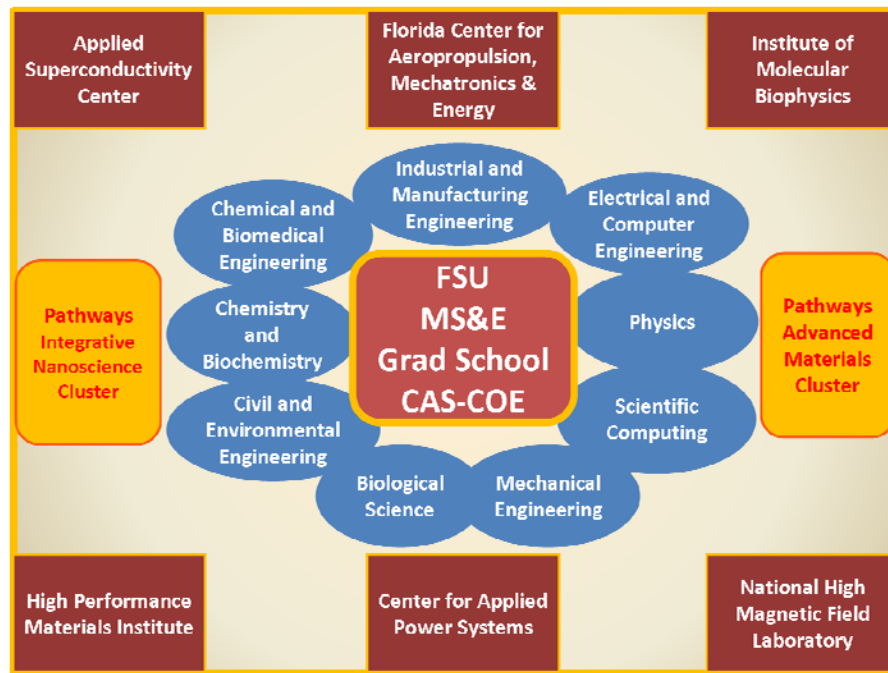 Applied
Superconductivity
Center
Florida Center for
Aeropropulsion,
Mechatronics &
Energy
Institute of
Molecular
Biophysics
Industrial and
Manufacturing
Engineering
Chemical and
Biomedical
Engineering
Electrical and
Computer
Engineering
Pathways
Integrative
Nanoscience
Cluster
Chemistry
and
Biochemistry
FSU
MS&E
Grad School
CAS-COE
Physics
Pathways
Advanced
Materials
Cluster
Civil and
Environmental
Engineering
Scientific
Computing
Biological
Science
Mechanical
Engineering
High Performance
Materials Institute
Center for Applied
Power Systems
National High
Magnetic Field
Laboratory